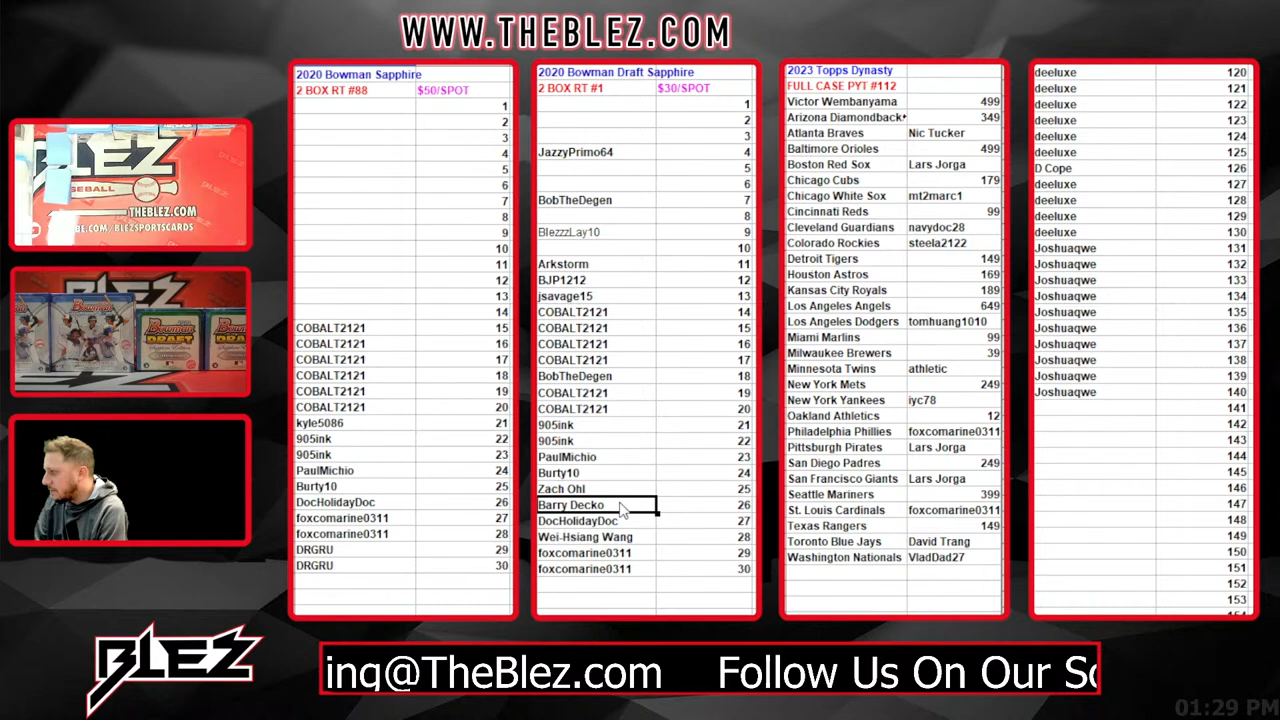 WWW.THEBLEZ.COM
BLEZ
BASEBALL
THEBLEZ.COM
BE.COM/BLEZSPORTSCARDS
Bowman
Bowman
Bowman
DRAFT
BLEZ
2020 Bowman Sapphire
2 BOX RT #88 $50/SPOT
1
2
3
4
5
6
7
8
9
10
11
12
13
14
COBALT2121 15
COBALT2121 16
COBALT2121 17
COBALT2121 18
COBALT2121 19
COBALT2121 20
kyle5086 21
905ink 22
905ink 23
PaulMichio 24
Burty10 25
DocHolidayDoc 26
foxcomarine0311 27
foxcomarine0311 28
DRGRU 29
DRGRU 30
2020 Bowman Draft Sapphire
2 BOX RT #1 $30/SPOT
1
2
3
JazzyPrimo64 4
5
6
BobTheDegen 7
8
BlezzzLay10 9
10
Arkstorm 11
BJP1212 12
jsavage15 13
COBALT2121 14
COBALT2121 15
COBALT2121 16
COBALT2121 17
BobTheDegen 18
COBALT2121 19
COBALT2121 20
905ink 21
905ink 22
PaulMichio 23
Burty10 24
Zach Ohl 25
Barry Decko 26
DocHolidayDoc 27
Wei-Hsiang Wang 28
foxcomarine0311 29
foxcomarine0311 30
2023 Topps Dynasty
FULL CASE PYT #112
Victor Wembanyama 499
Arizona Diamondback 349
Atlanta Braves Nic Tucker
Baltimore Orioles 499
Boston Red Sox Lars Jorga
Chicago Cubs 179
Chicago White Sox mt2marc1
Cincinnati Reds 99
Cleveland Guardians navydoc28
Colorado Rockies steela2122
Detroit Tigers 149
Houston Astros 169
Kansas City Royals 189
Los Angeles Angels 649
Los Angeles Dodgers tomhuang1010
Miami Marlins 99
Milwaukee Brewers 39
Minnesota Twins athletic
New York Mets 249
New York Yankees iyc78
Oakland Athletics 12
Philadelphia Phillies foxcomarine0311
Pittsburgh Pirates Lars Jorga
San Diego Padres 249
San Francisco Giants Lars Jorga
Seattle Mariners 399
St. Louis Cardinals foxcomarine0311
Texas Rangers 149
Toronto Blue Jays David Trang
Washington Nationals VladDad27
deeluxe 120
deeluxe 121
deeluxe 122
deeluxe 123
deeluxe 124
deeluxe 125
D Cope 126
deeluxe 127
deeluxe 128
deeluxe 129
deeluxe 130
Joshuaqwe 131
Joshuaqwe 132
Joshuaqwe 133
Joshuaqwe 134
Joshuaqwe 135
Joshuaqwe 136
Joshuaqwe 137
Joshuaqwe 138
Joshuaqwe 139
Joshuaqwe 140
141
142
143
144
145
146
147
148
149
150
151
152
153
ing@TheBlez.com Follow Us On Our So
01:29 PM